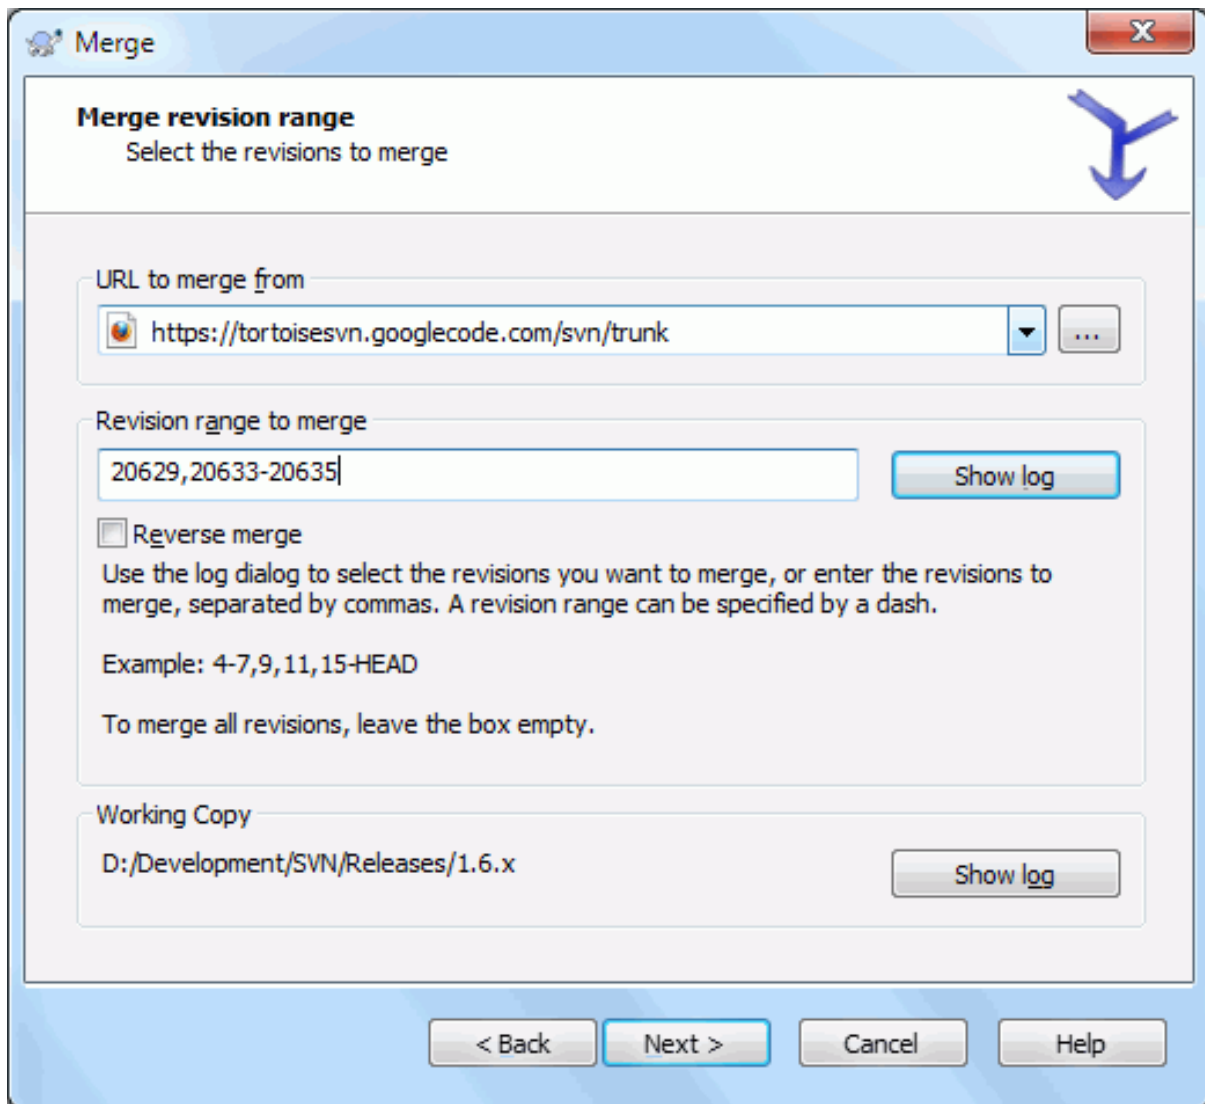 Merge
Merge revision range
Select the revisions to merge
URL to merge from
https://tortoisesvn.googlecode.com/svn/trunk
...
Revision range to merge
20629,20633-20635
Show log
Reverse merge
Use the log dialog to select the revisions you want to merge, or enter the revisions to
merge, separated by commas. A revision range can be specified by a dash.
Example: 4-7,9,11,15-HEAD
To merge all revisions, leave the box empty.
Working Copy
D:/Development/SVN/Releases/1.6.x
Show log
< Back
Next >
Cancel
Help